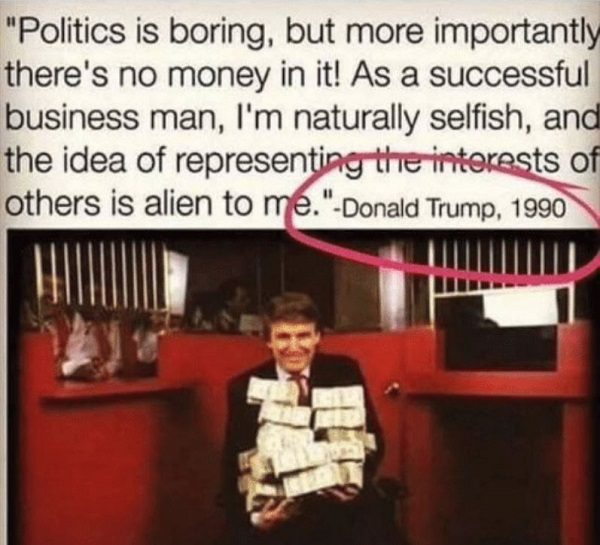 "Politics is boring, but more importantly
there's no money in it! As a successful
business man, I'm naturally selfish, and
the idea of representing the interests of
others is alien to me."-Donald Trump, 1990